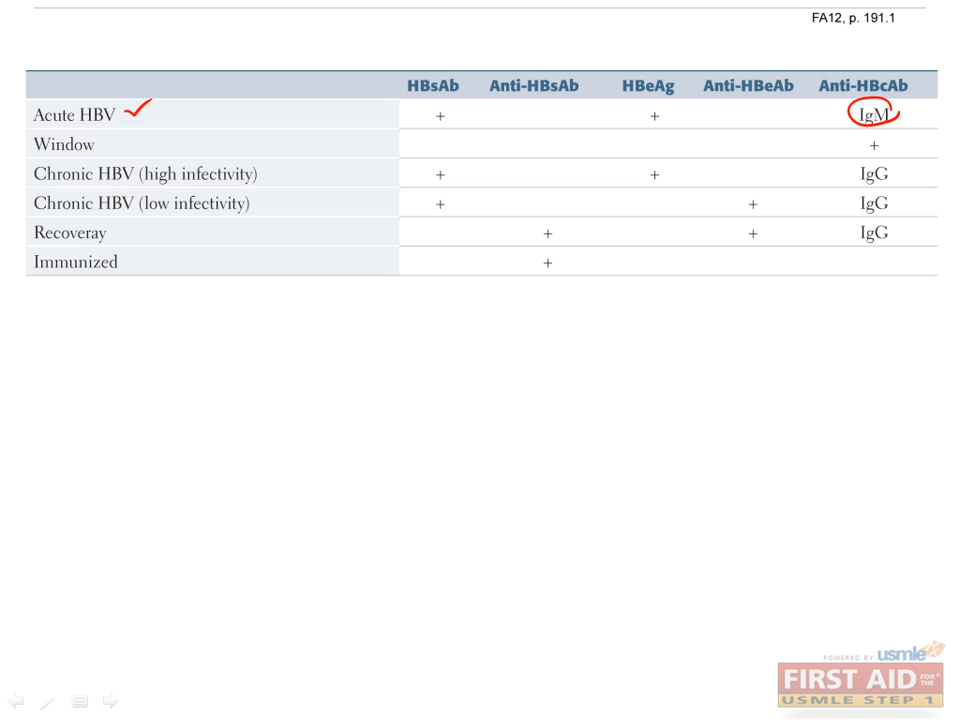 FA12, p. 191.1
HBsAb Anti-HBsAb HBeAg Anti-HBeAb Anti-HBcAb
Acute HBV + + IgM
Window +
Chronic HBV (high infectivity) + + IgG
Chronic HBV (low infectivity) + + IgG
Recoveray + + IgG
Immunized +
POWERED BY usmle
FIRST AID FOR THE
USMLE STEP 1